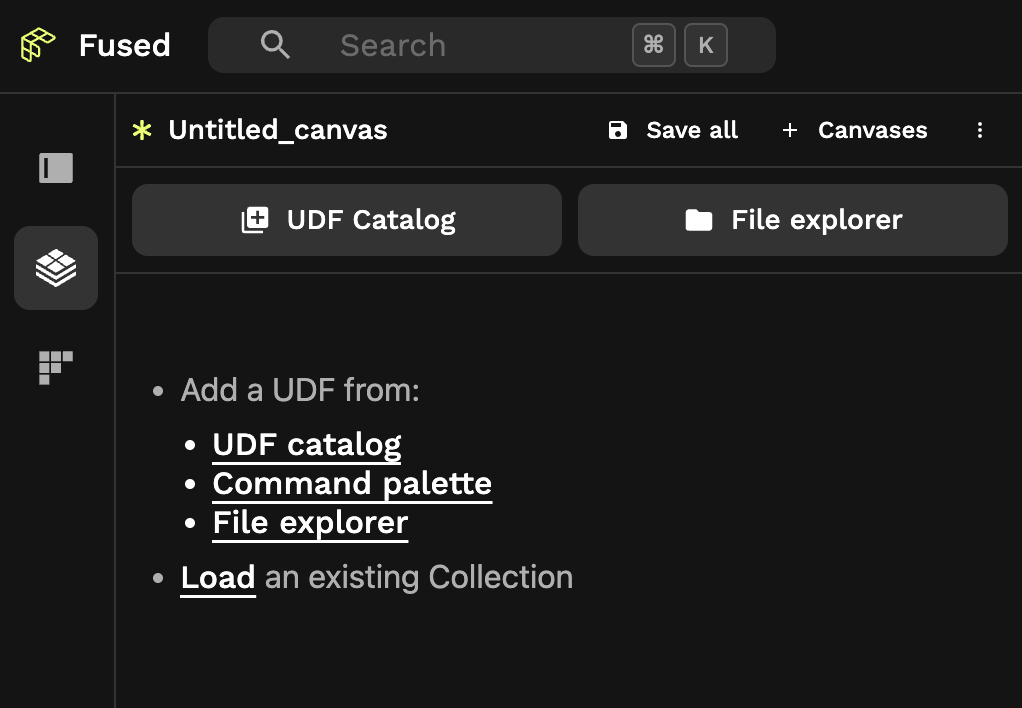 Fused
Search ⌘ K
Untitled_canvas
Save all
+ Canvases
UDF Catalog
File explorer
• Add a UDF from:
• UDF catalog
• Command palette
• File explorer
• Load an existing Collection